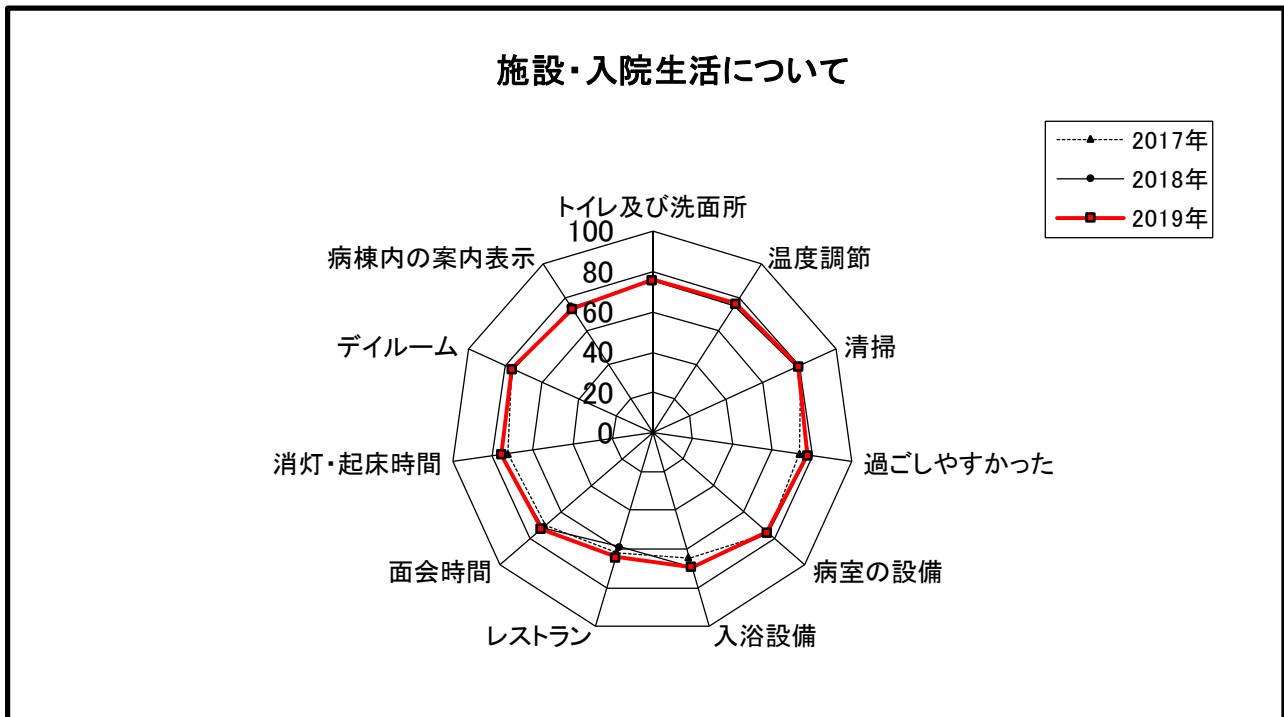 施設・入院生活について
2017年
2018年
2019年
トイレ及び洗面所
温度調節
清掃
過ごしやすかった
病室の設備
入浴設備
レストラン
面会時間
消灯・起床時間
デイルーム
病棟内の案内表示
100
80
60
40
20
0